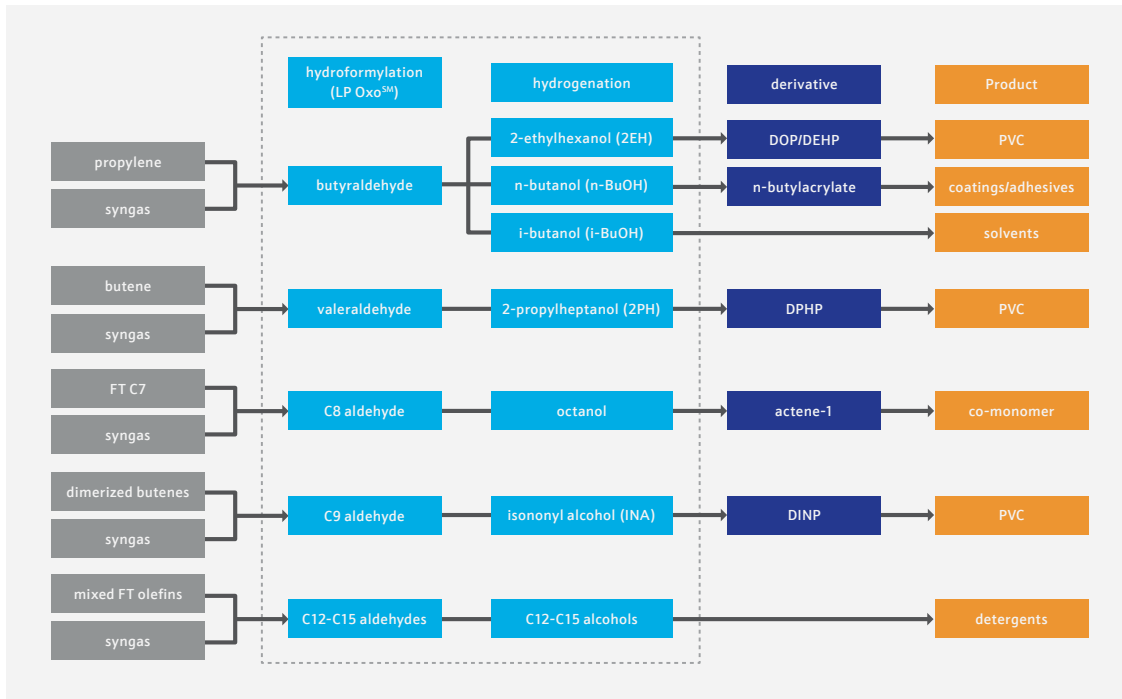 hydroformylation
(LP Oxo℠)
hydrogenation
derivative
Product
propylene
syngas
butyraldehyde
2-ethylhexanol (2EH)
DOP/DEHP
PVC
n-butanol (n-BuOH)
n-butylacrylate
coatings/adhesives
i-butanol (i-BuOH)
solvents
butene
syngas
valeraldehyde
2-propylheptanol (2PH)
DPHP
PVC
FT C7
syngas
C8 aldehyde
octanol
actene-1
co-monomer
dimerized butenes
syngas
C9 aldehyde
isononyl alcohol (INA)
DINP
PVC
mixed FT olefins
syngas
C12-C15 aldehydes
C12-C15 alcohols
detergents